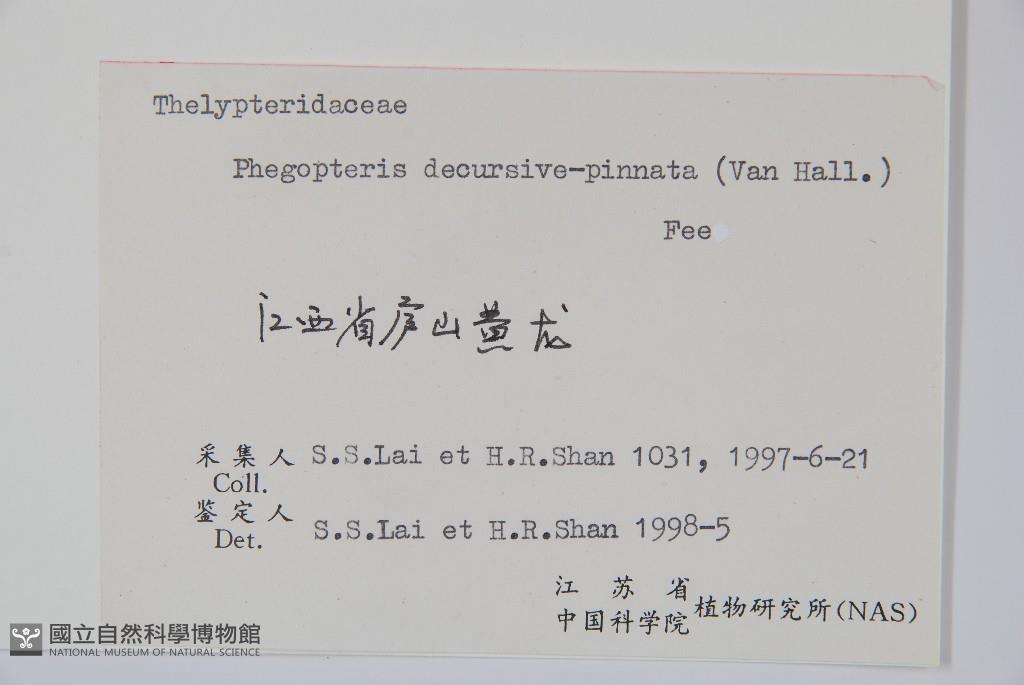 Thelypteridaceae
Phegopteris decursive-pinnata (Van Hall.)
Fee
江西省庐山黄龙
采集人 S.S.Lai et H.R.Shan 1031, 1997-6-21
Coll.
鉴定人 S.S.Lai et H.R.Shan 1998-5
Det.
江苏省
中国科学院植物研究所(NAS)
國立自然科學博物館
NATIONAL MUSEUM OF NATURAL SCIENCE